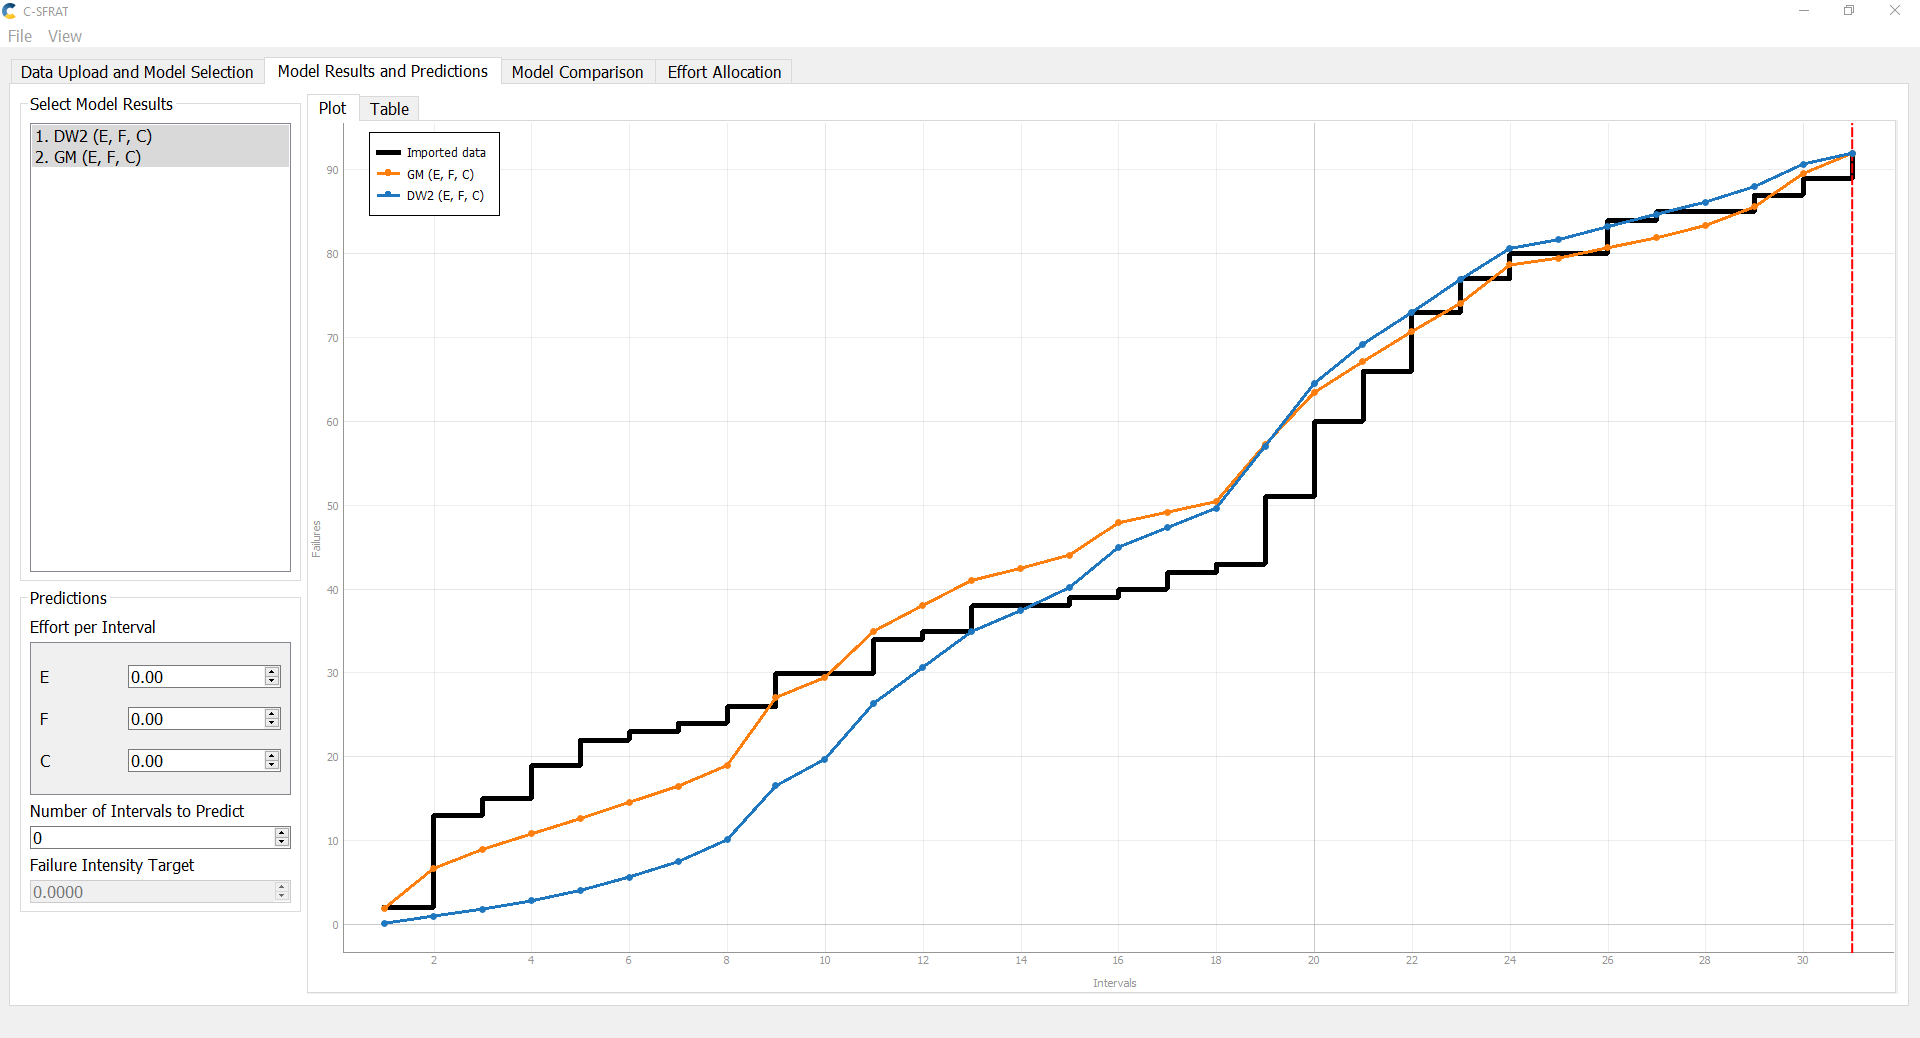 C-SFRAT
File View
Data Upload and Model Selection Model Results and Predictions Model Comparison Effort Allocation
Select Model Results
1. DW2 (E, F, C)
2. GM (E, F, C)
Predictions
Effort per Interval
E 0.00
F 0.00
C 0.00
Number of Intervals to Predict
0
Failure Intensity Target
0.0000
Plot Table
Imported data
GM (E, F, C)
DW2 (E, F, C)
90
80
70
60
50
40
30
20
10
0
Failures
2 4 6 8 10 12 14 16 18 20 22 24 26 28 30
Intervals